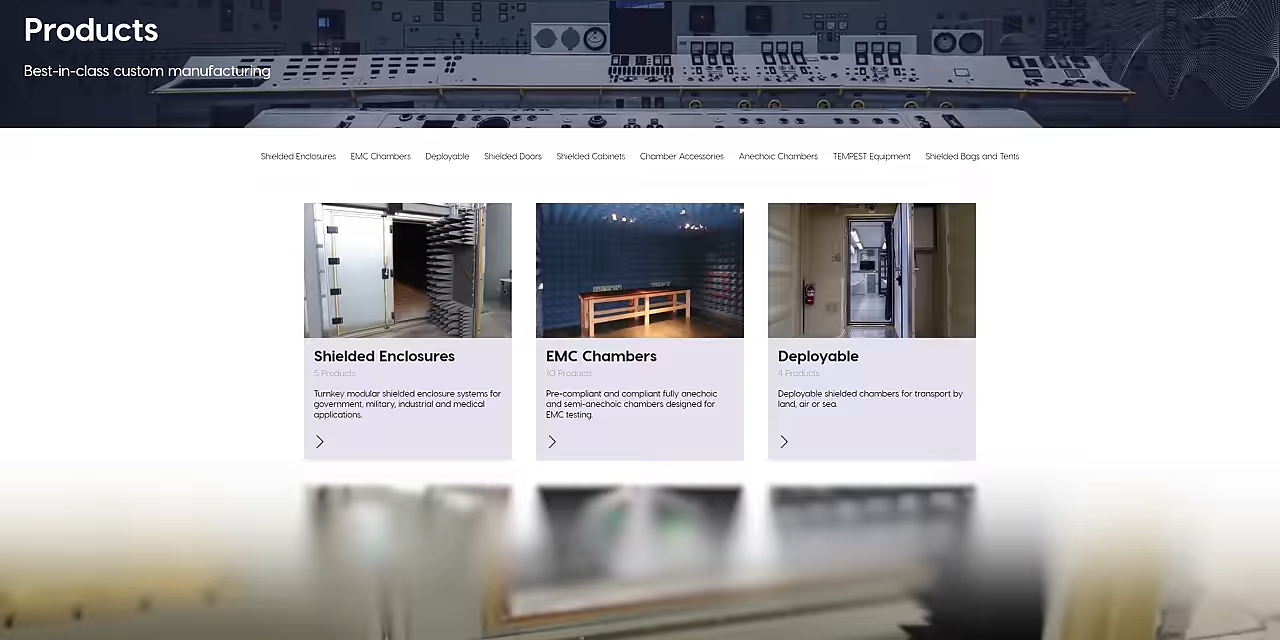 Products
Best-in-class custom manufacturing
Shielded Enclosures EMC Chambers Deployable Shielded Doors Shielded Cabinets Chamber Accessories Anechoic Chambers TEMPEST Equipment Shielded Bags and Tents
Shielded Enclosures
5 Products
Turnkey modular shielded enclosure systems for
government, military, industrial and medical
applications.
EMC Chambers
10 Products
Pre-compliant and compliant fully anechoic
and semi-anechoic chambers designed for
EMC testing.
Deployable
4 Products
Deployable shielded chambers for transport by
land, air or sea.